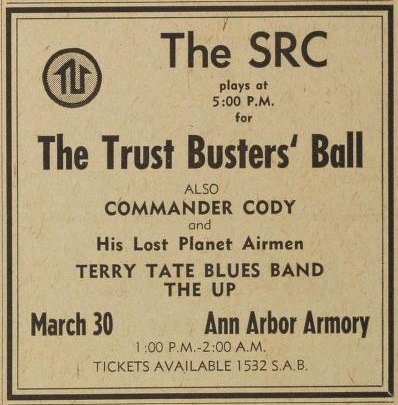 The SRC
plays at
5:00 P.M.
for
The Trust Busters' Ball
ALSO
COMMANDER CODY
and
His Lost Planet Airmen
TERRY TATE BLUES BAND
THE UP
March 30 Ann Arbor Armory
1:00 P.M.-2:00 A.M.
TICKETS AVAILABLE 1532 S.A.B.